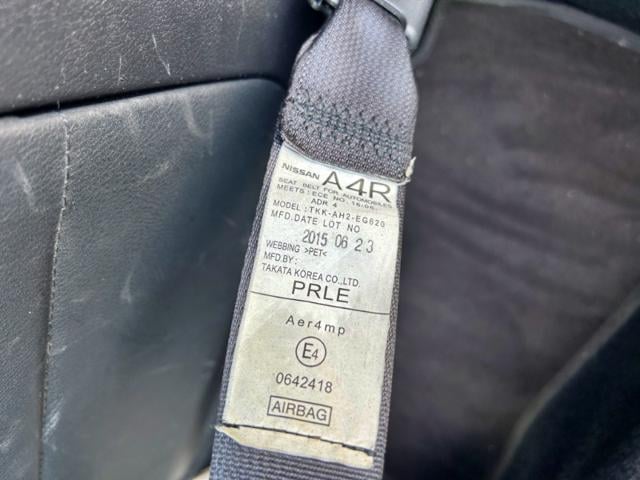 NISSAN A4R
SEAT BELT FOR AUTOMOBILES
MEETS: ECE NO. 16.06
ADR 4
MODEL: TKK-AH2-EG620
MFD.DATE LOT NO
2015 06 23
WEBBING >PET<
MFD.BY:
TAKATA KOREA CO.,LTD.
PRLE
Aer4mp
E4
0642418
AIRBAG